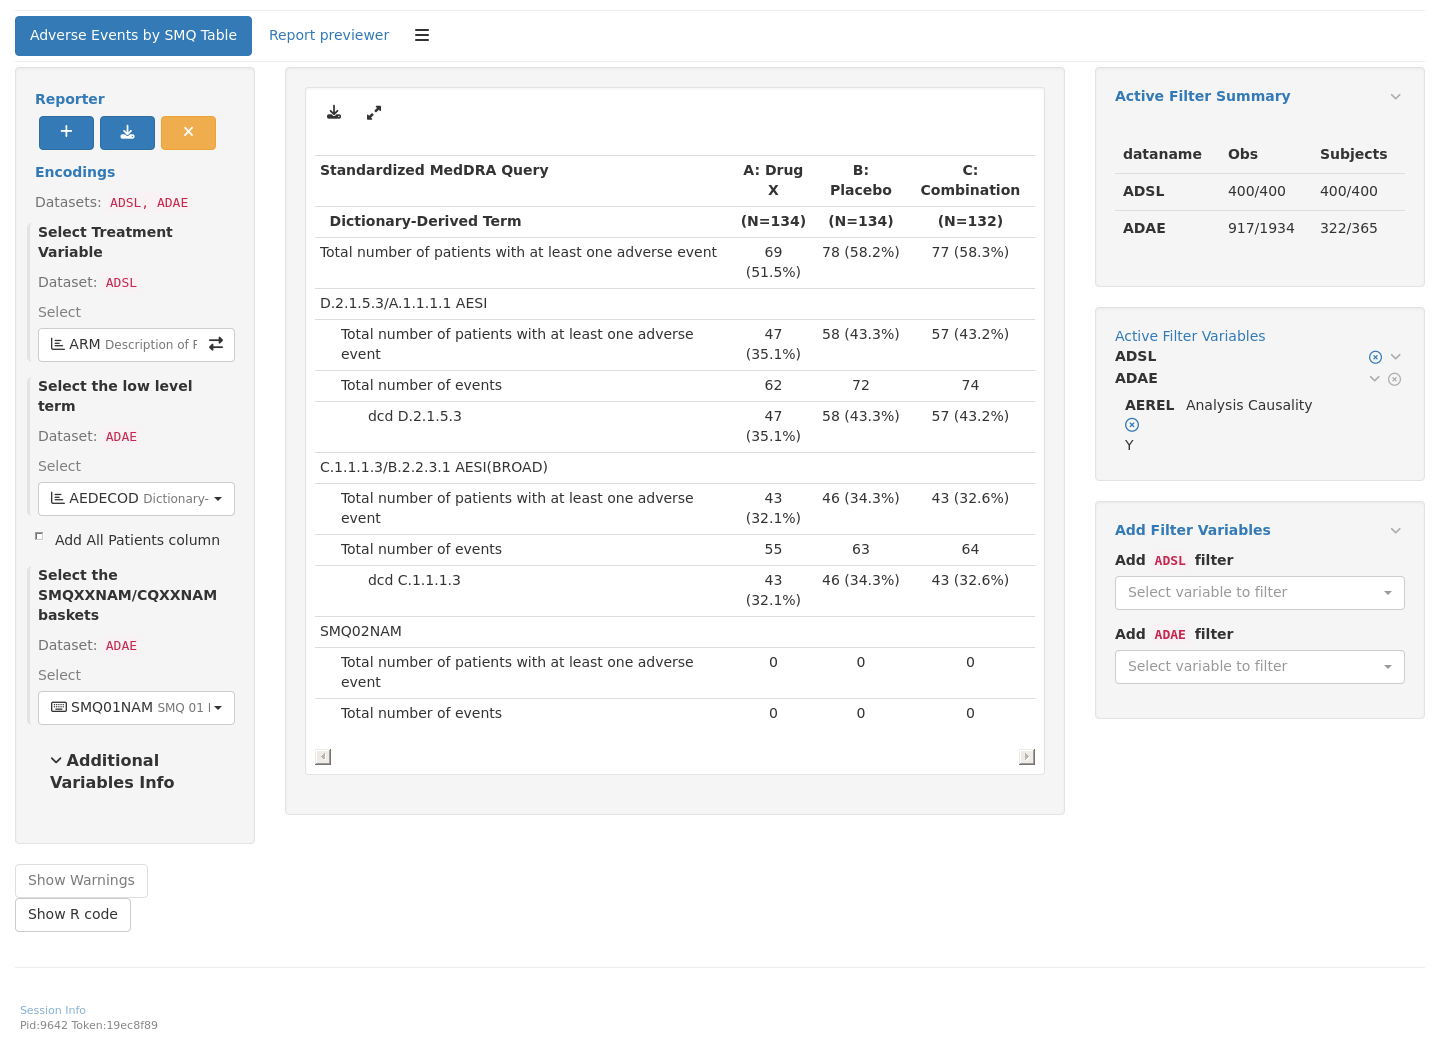 Adverse Events by SMQ Table Report previewer
Reporter
Encodings
Datasets: ADSL, ADAE
Select Treatment
Variable
Dataset: ADSL
Select
ARM Description of P
Select the low level
term
Dataset: ADAE
Select
AEDECOD Dictionary-
Add All Patients column
Select the
SMQXXNAM/CQXXNAM
baskets
Dataset: ADAE
Select
SMQ01NAM SMQ 01
Additional
Variables Info
Show Warnings
Show R code
Standardized MedDRA Query A: Drug B: C:
X Placebo Combination
Dictionary-Derived Term (N=134) (N=134) (N=132)
Total number of patients with at least one adverse event 69 78 (58.2%) 77 (58.3%)
(51.5%)
D.2.1.5.3/A.1.1.1.1 AESI
Total number of patients with at least one adverse 47 58 (43.3%) 57 (43.2%)
event (35.1%)
Total number of events 62 72 74
dcd D.2.1.5.3 47 58 (43.3%) 57 (43.2%)
(35.1%)
C.1.1.1.3/B.2.2.3.1 AESI(BROAD)
Total number of patients with at least one adverse 43 46 (34.3%) 43 (32.6%)
event (32.1%)
Total number of events 55 63 64
dcd C.1.1.1.3 43 46 (34.3%) 43 (32.6%)
(32.1%)
SMQ02NAM
Total number of patients with at least one adverse 0 0 0
event
Total number of events 0 0 0
Active Filter Summary
dataname Obs Subjects
ADSL 400/400 400/400
ADAE 917/1934 322/365
Active Filter Variables
ADSL
ADAE
AEREL Analysis Causality
Y
Add Filter Variables
Add ADSL filter
Select variable to filter
Add ADAE filter
Select variable to filter
Session Info
Pid:9642 Token:19ec8f89